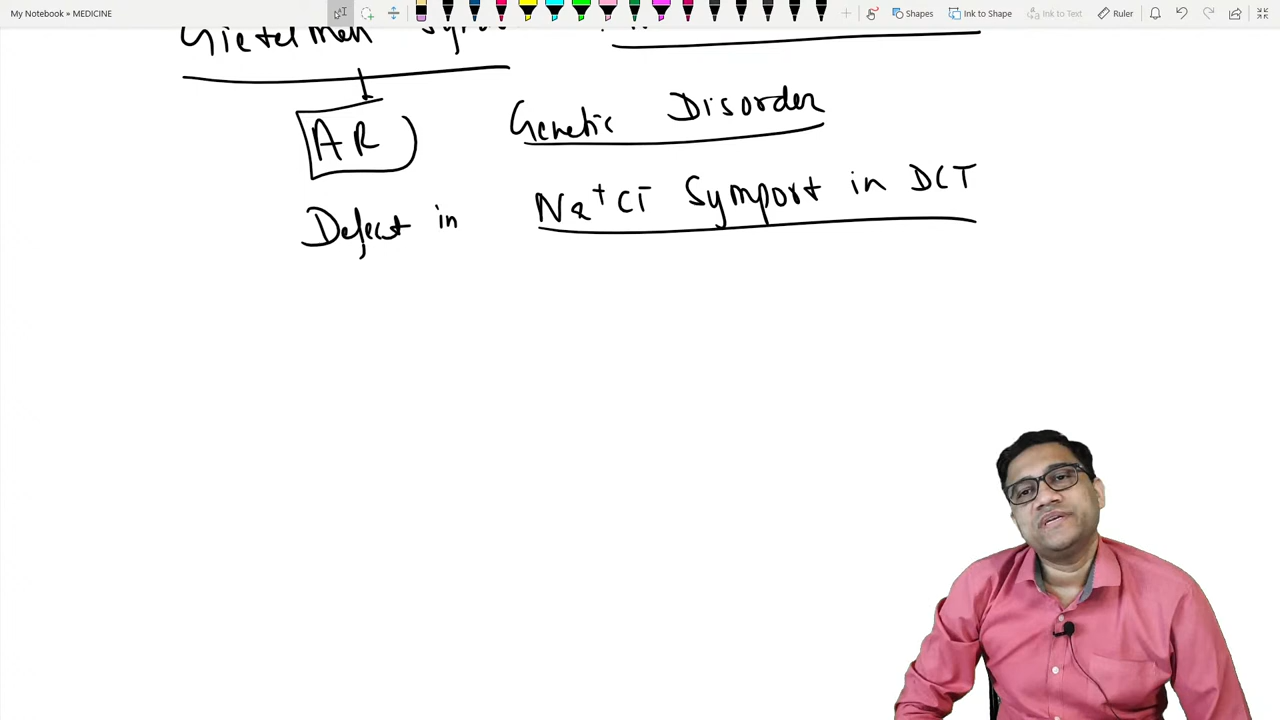 My Notebook » MEDICINE
Shapes
Ink to Shape
Ink to Text
Ruler
Gietelman
AR
Genetic Disorder
Defect in Na⁺Cl⁻ Symport in DCT